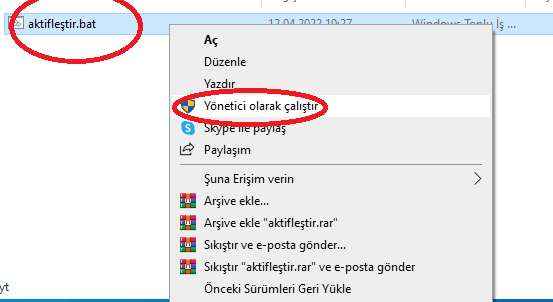 aktifleştir.bat 12.04.2022 10:27 Windows Toplu İş ...
Aç
Düzenle
Yazdır
Yönetici olarak çalıştır
Skype ile paylaş
Paylaşım
Şuna Erişim verin
Arşive ekle...
Arşive ekle "aktifleştir.rar"
Sıkıştır ve e-posta gönder...
Sıkıştır "aktifleştir.rar" ve e-posta gönder
Önceki Sürümleri Geri Yükle
yt